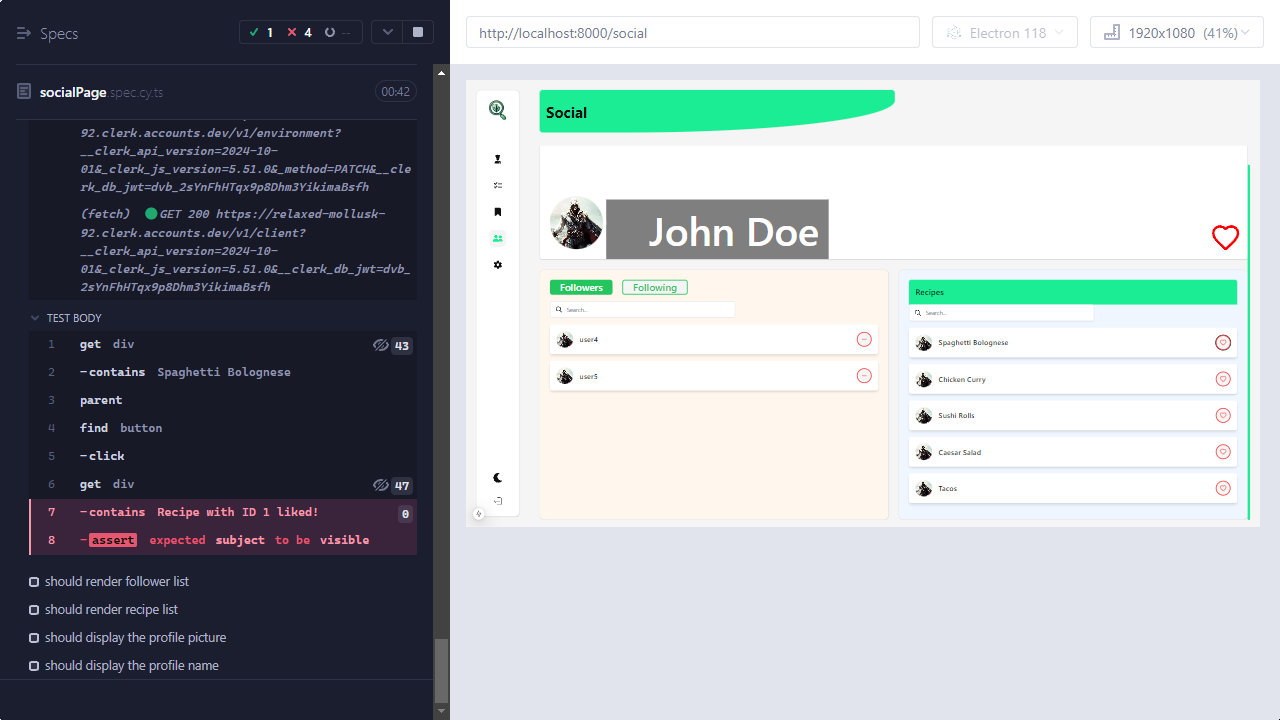 Specs
1
4
--
socialPage.spec.cy.ts
00:42
92.clerk.accounts.dev/v1/environment?
__clerk_api_version=2024-10-
01&_clerk_js_version=5.51.0&_method=PATCH&__cle
rk_db_jwt=dvb_2sYnFhHTqx9p8Dhm3YikimaBsfh
(fetch) GET 200 https://relaxed-mollusk-
92.clerk.accounts.dev/v1/client?
__clerk_api_version=2024-10-
01&_clerk_js_version=5.51.0&__clerk_db_jwt=dvb_
2sYnFhHTqx9p8Dhm3YikimaBsfh
TEST BODY
1 get div 43
2 -contains Spaghetti Bolognese
3 parent
4 find button
5 -click
6 get div 47
7 -contains Recipe with ID 1 liked! 0
8 -assert expected subject to be visible
should render follower list
should render recipe list
should display the profile picture
should display the profile name
http://localhost:8000/social
Electron 118
1920x1080 (41%)
Social
John Doe
Followers
Following
Search...
user4
user5
Recipes
Search...
Spaghetti Bolognese
Chicken Curry
Sushi Rolls
Caesar Salad
Tacos